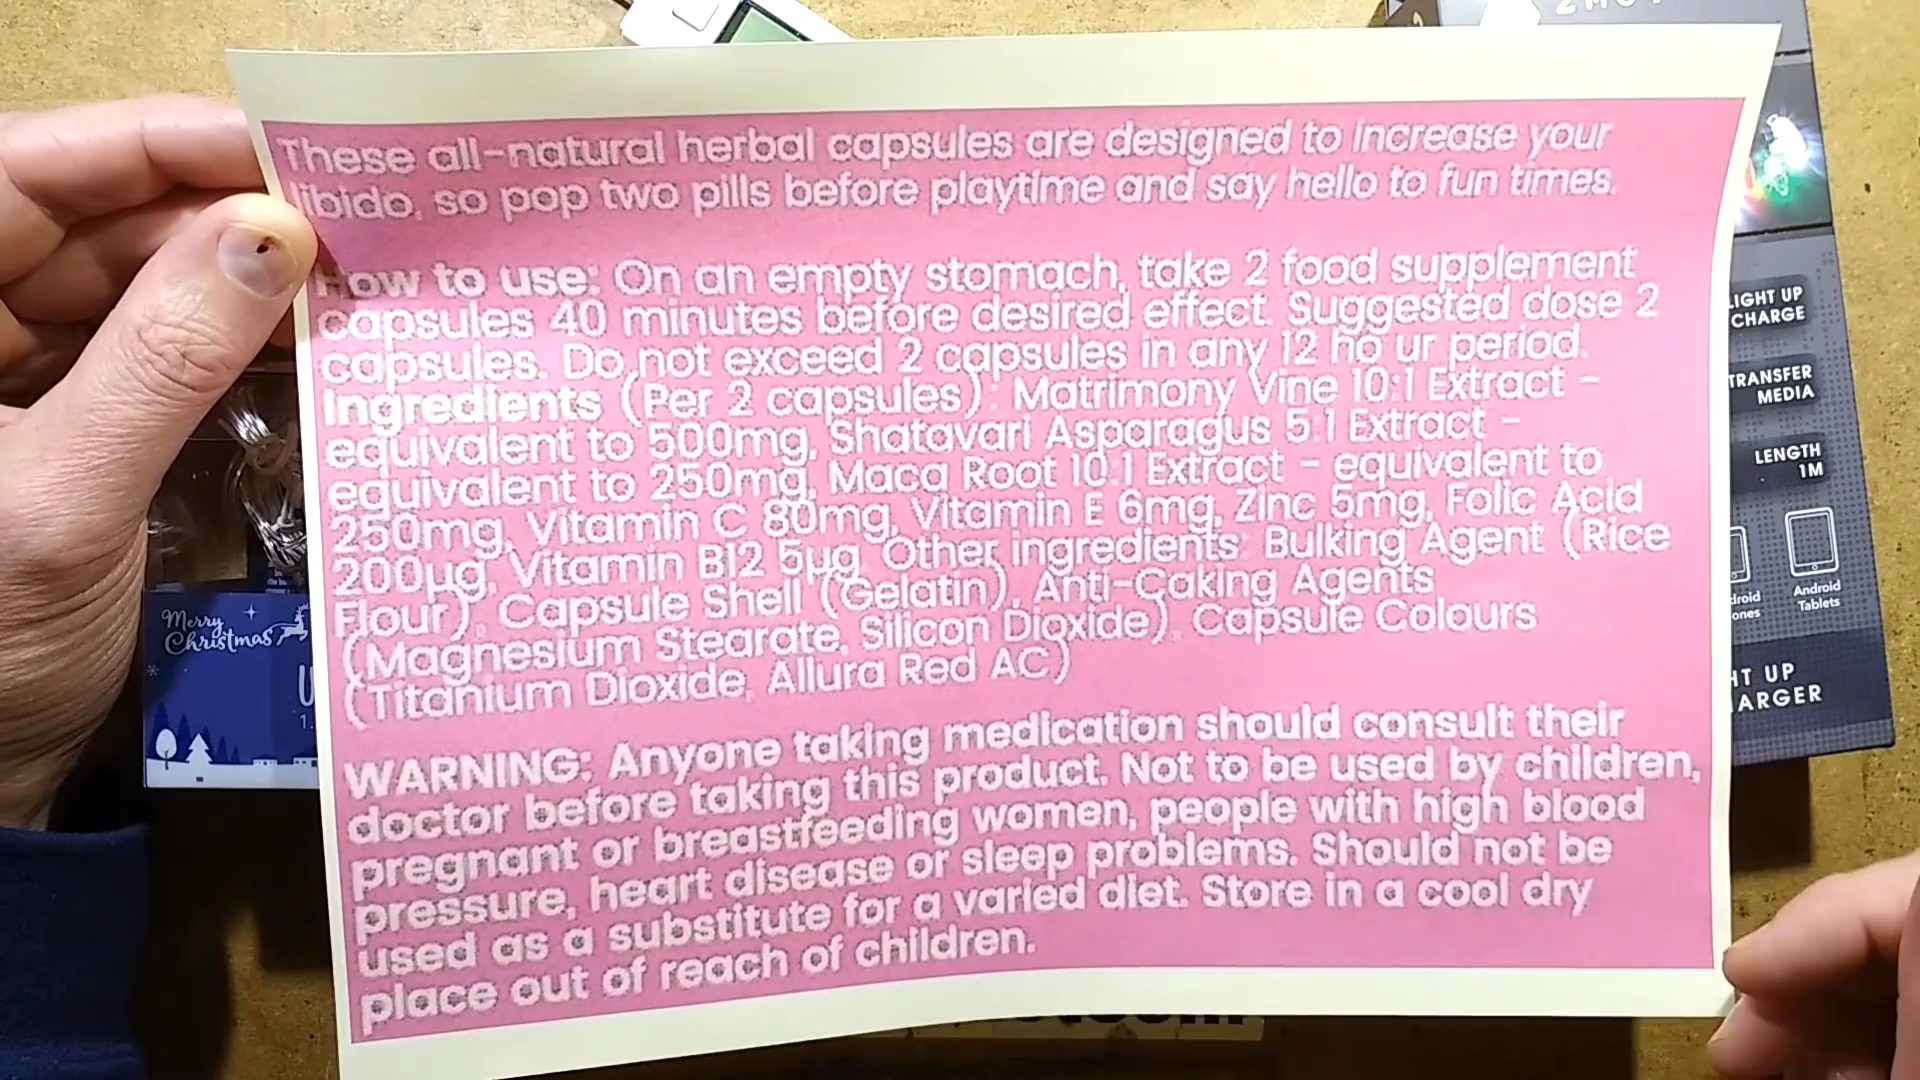 These all-natural herbal capsules are designed to increase your
libido, so pop two pills before playtime and say hello to fun times.
How to use: On an empty stomach, take 2 food supplement
capsules 40 minutes before desired effect. Suggested dose 2
capsules. Do not exceed 2 capsules in any 12 ho ur period.
Ingredients (Per 2 capsules): Matrimony Vine 10:1 Extract -
equivalent to 500mg, Shatavari Asparagus 5:1 Extract -
equivalent to 250mg, Maca Root 10:1 Extract - equivalent to
250mg, Vitamin C 80mg, Vitamin E 6mg, Zinc 5mg, Folic Acid
200µg, Vitamin B12 5µg, Other ingredients: Bulking Agent (Rice
Flour), Capsule Shell (Gelatin), Anti-Caking Agents
(Magnesium Stearate, Silicon Dioxide), Capsule Colours
(Titanium Dioxide, Allura Red AC)
WARNING: Anyone taking medication should consult their
doctor before taking this product. Not to be used by children,
pregnant or breastfeeding women, people with high blood
pressure, heart disease or sleep problems. Should not be
used as a substitute for a varied diet. Store in a cool dry
place out of reach of children.
Merry
Christmas
LIGHT UP
CHARGE
TRANSFER
MEDIA
LENGTH
1M
Android
Tablets
UP